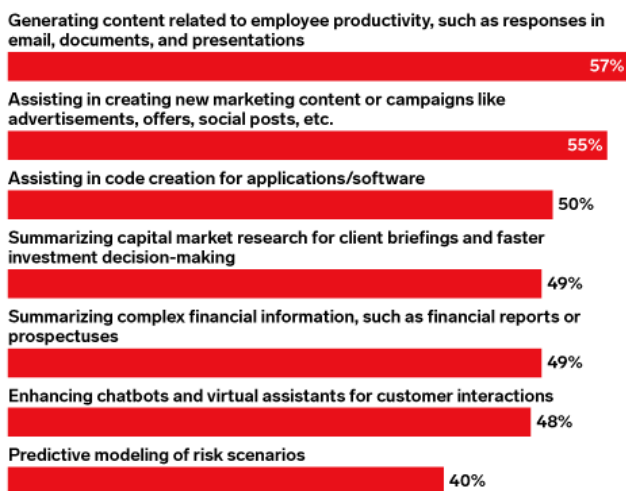 Generating content related to employee productivity, such as responses in
email, documents, and presentations
57%
Assisting in creating new marketing content or campaigns like
advertisements, offers, social posts, etc.
55%
Assisting in code creation for applications/software
50%
Summarizing capital market research for client briefings and faster
investment decision-making
49%
Summarizing complex financial information, such as financial reports or
prospectuses
49%
Enhancing chatbots and virtual assistants for customer interactions
48%
Predictive modeling of risk scenarios
40%